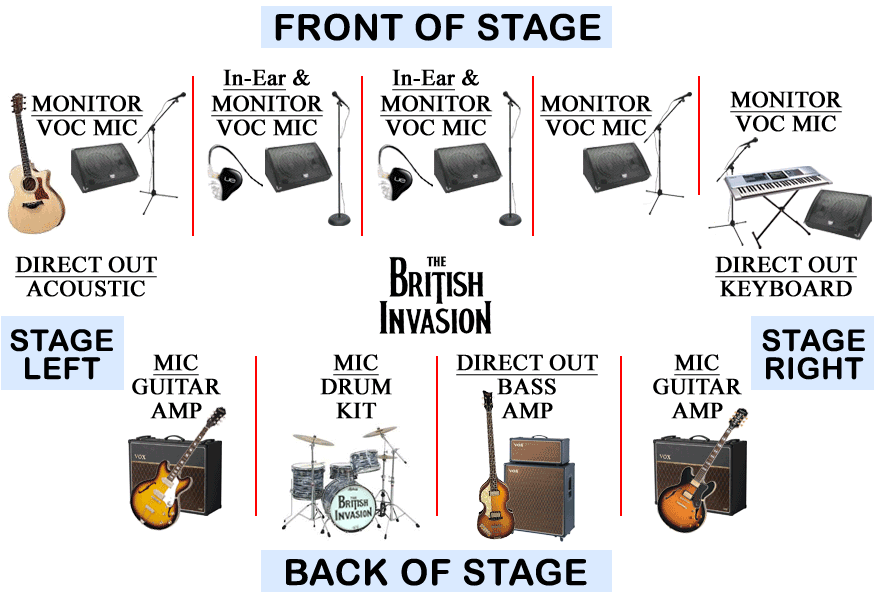 FRONT OF STAGE
MONITOR
VOC MIC
In-Ear &
MONITOR
VOC MIC
In-Ear &
MONITOR
VOC MIC
MONITOR
VOC MIC
MONITOR
VOC MIC
ue
ue
DIRECT OUT
ACOUSTIC
THE
BRITISH
INVASION
DIRECT OUT
KEYBOARD
STAGE
LEFT
STAGE
RIGHT
MIC
GUITAR
AMP
MIC
DRUM
KIT
DIRECT OUT
BASS
AMP
MIC
GUITAR
AMP
VOX
THE
BRITISH
INVASION
VOX
VOX
BACK OF STAGE